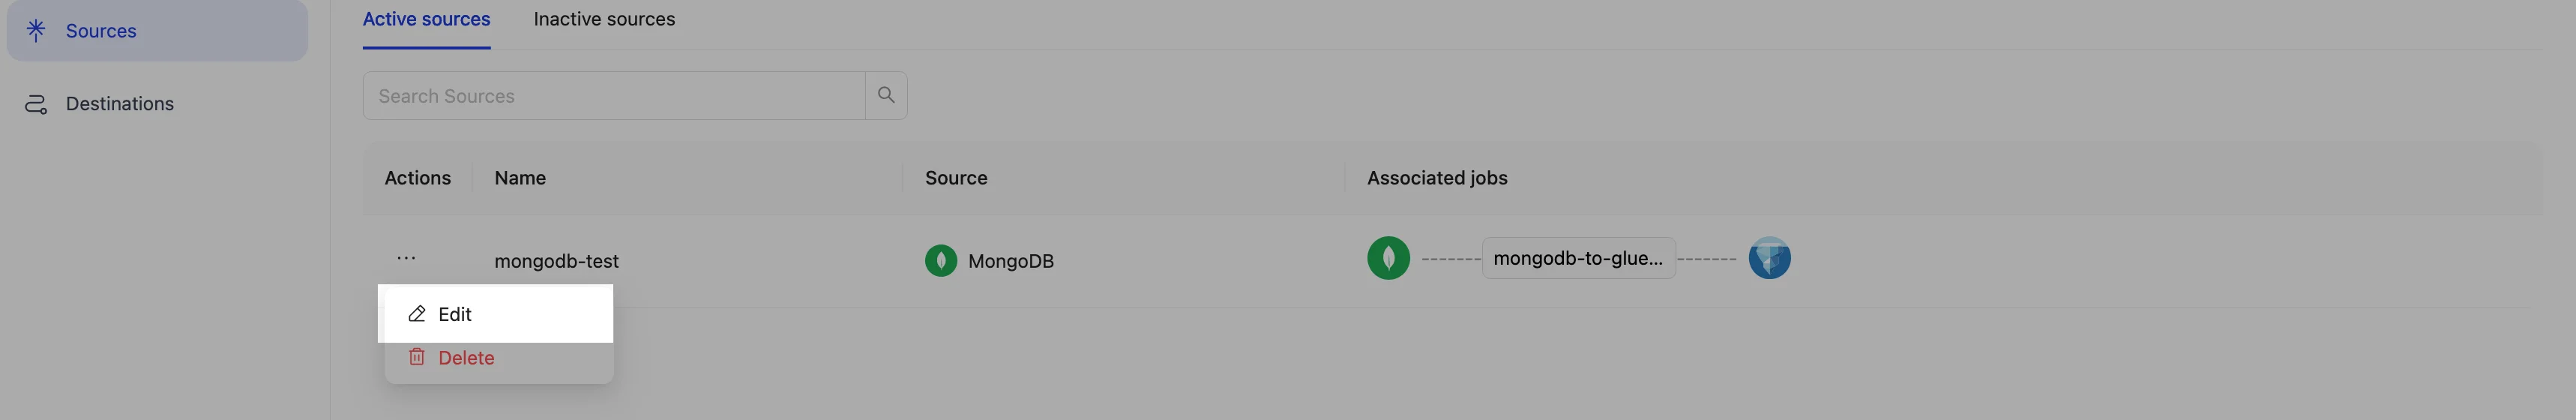 Sources
Destinations
Active sources Inactive sources
Search Sources
Actions Name Source Associated jobs
··· mongodb-test MongoDB mongodb-to-glue...
Edit
Delete